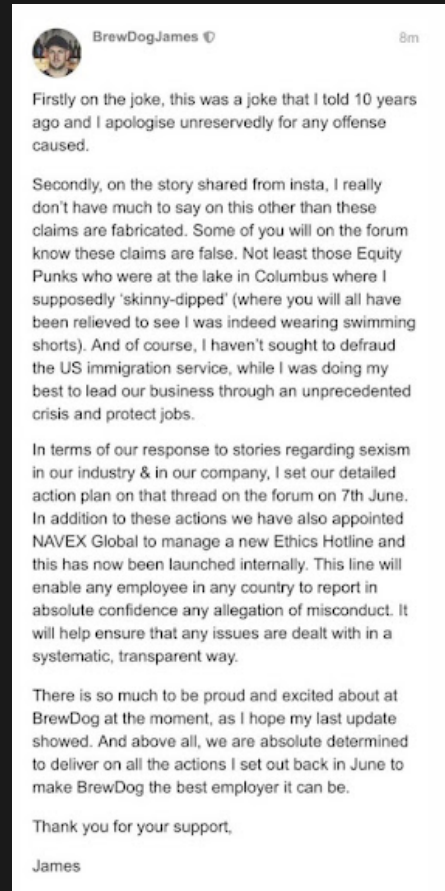 BrewDogJames
8m
Firstly on the joke, this was a joke that I told 10 years
ago and I apologise unreservedly for any offense
caused.
Secondly, on the story shared from insta, I really
don't have much to say on this other than these
claims are fabricated. Some of you will on the forum
know these claims are false. Not least those Equity
Punks who were at the lake in Columbus where I
supposedly ‘skinny-dipped’ (where you will all have
been relieved to see I was indeed wearing swimming
shorts). And of course, I haven't sought to defraud
the US immigration service, while I was doing my
best to lead our business through an unprecedented
crisis and protect jobs.
In terms of our response to stories regarding sexism
in our industry & in our company, I set our detailed
action plan on that thread on the forum on 7th June.
In addition to these actions we have also appointed
NAVEX Global to manage a new Ethics Hotline and
this has now been launched internally. This line will
enable any employee in any country to report in
absolute confidence any allegation of misconduct. It
will help ensure that any issues are dealt with in a
systematic, transparent way.
There is so much to be proud and excited about at
BrewDog at the moment, as I hope my last update
showed. And above all, we are absolute determined
to deliver on all the actions I set out back in June to
make BrewDog the best employer it can be.
Thank you for your support,
James